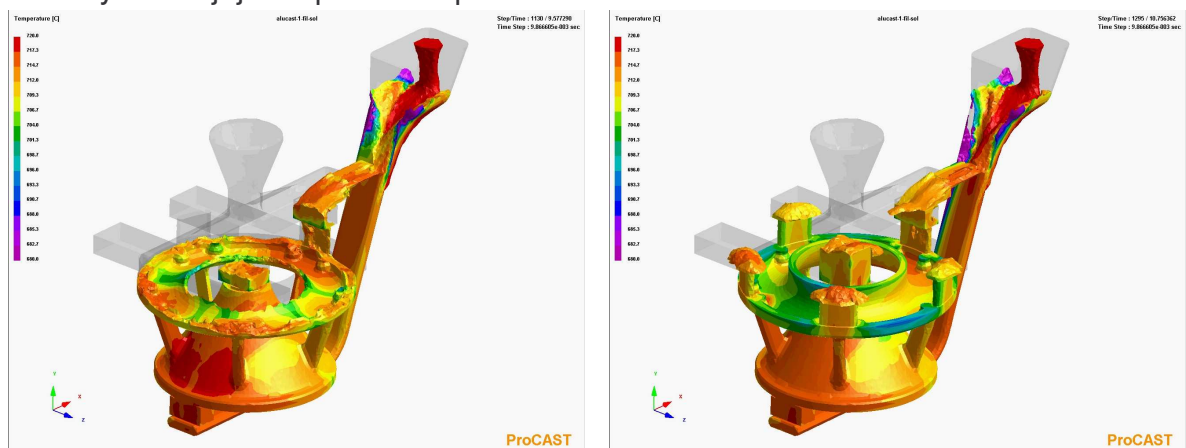 Temperature [C]
alucast-1-fil-sol
Step/Time : 1130 / 9.577290
Time Step : 9.866605e-003 sec
720.0
717.3
714.7
712.0
709.3
706.7
704.0
701.3
698.7
696.0
693.3
690.7
688.0
685.3
682.7
680.0
Y
X
Z
ProCAST
Temperature [C]
alucast-1-fil-sol
Step/Time : 1295 / 10.756362
Time Step : 9.866605e-003 sec
720.0
717.3
714.7
712.0
709.3
706.7
704.0
701.3
698.7
696.0
693.3
690.7
688.0
685.3
682.7
680.0
Y
X
Z
ProCAST